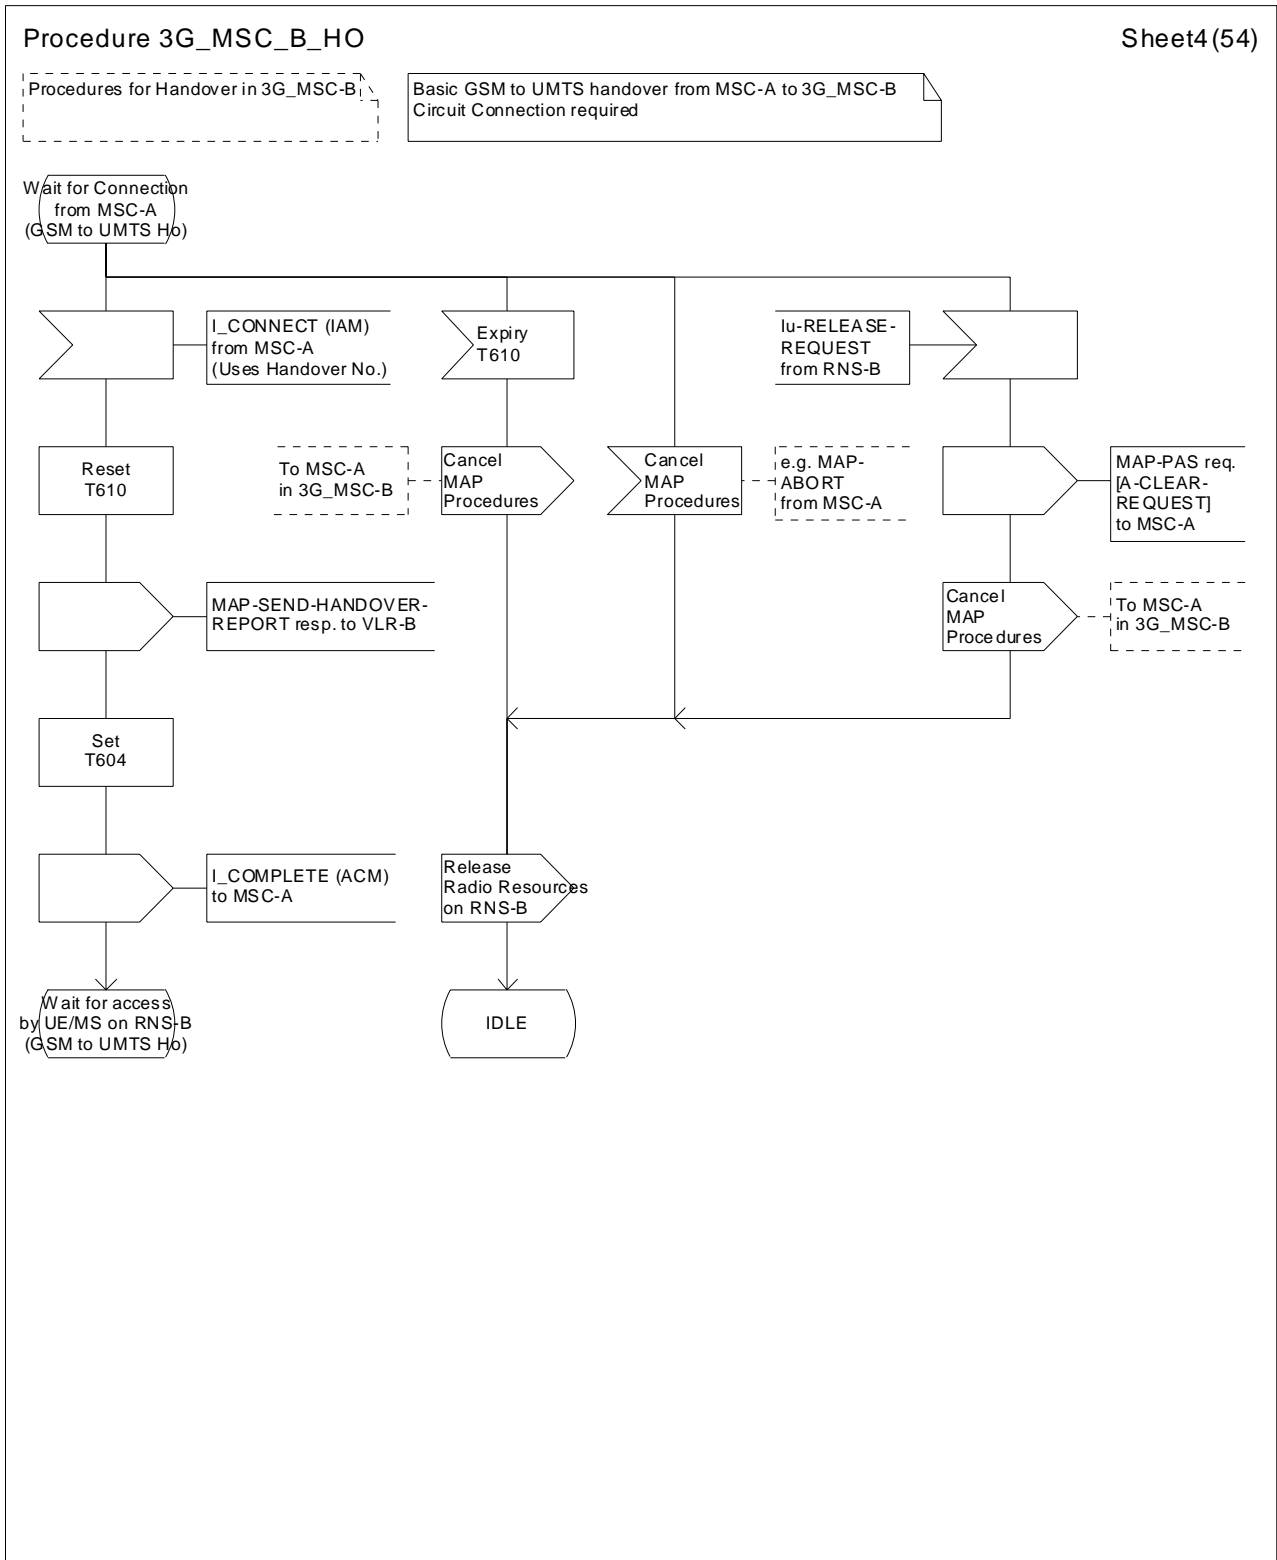 Procedure 3G_MSC_B_HO
Sheet4(54)
Procedures for Handover in 3G_MSC-B
Basic GSM to UMTS handover from MSC-A to 3G_MSC-B
Circuit Connection required
Wait for Connection
from MSC-A
(GSM to UMTS Ho)
I_CONNECT (IAM)
from MSC-A
(Uses Handover No.)
Expiry
T610
Iu-RELEASE-
REQUEST
from RNS-B
Reset
T610
To MSC-A
in 3G_MSC-B
Cancel
MAP
Procedures
Cancel
MAP
Procedures
e.g. MAP-
ABORT
from MSC-A
MAP-PAS req.
[A-CLEAR-
REQUEST]
to MSC-A
MAP-SEND-HANDOVER-
REPORT resp. to VLR-B
Cancel
MAP
Procedures
To MSC-A
in 3G_MSC-B
Set
T604
I_COMPLETE (ACM)
to MSC-A
Release
Radio Resources
on RNS-B
Wait for access
by UE/MS on RNS-B
(GSM to UMTS Ho)
IDLE